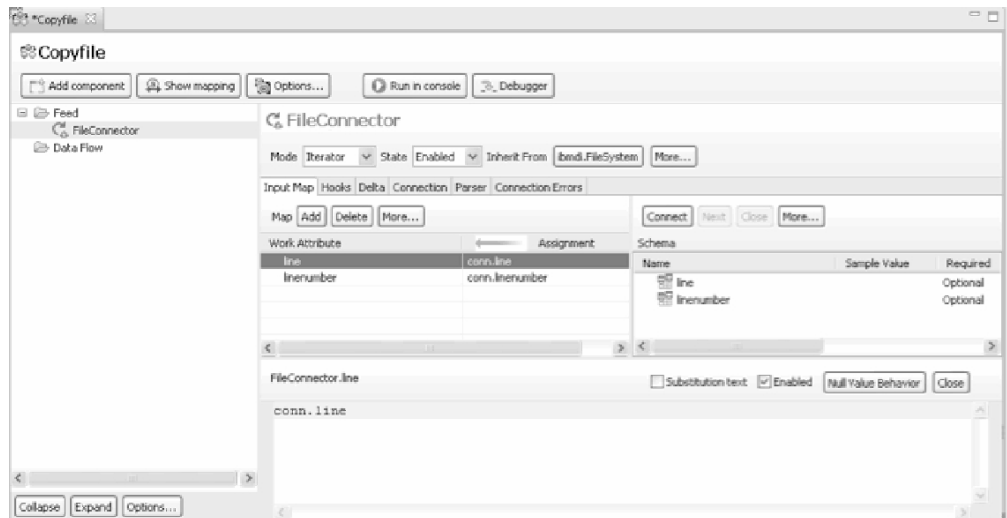 *Copyfile
Copyfile
Add component Show mapping Options... Run in console Debugger
Feed
FileConnector
Data Flow
FileConnector
Mode Iterator State Enabled Inherit From ibmdi.FileSystem More...
Input Map Hooks Delta Connection Parser Connection Errors
Map Add Delete More...
Connect Next Close More...
Work Attribute Assignment
line conn.line
linenumber conn.linenumber
Schema
Name Sample Value Required
line Optional
linenumber Optional
FileConnector.line Substitution text Enabled Null Value Behavior Close
conn.line
Collapse Expand Options...